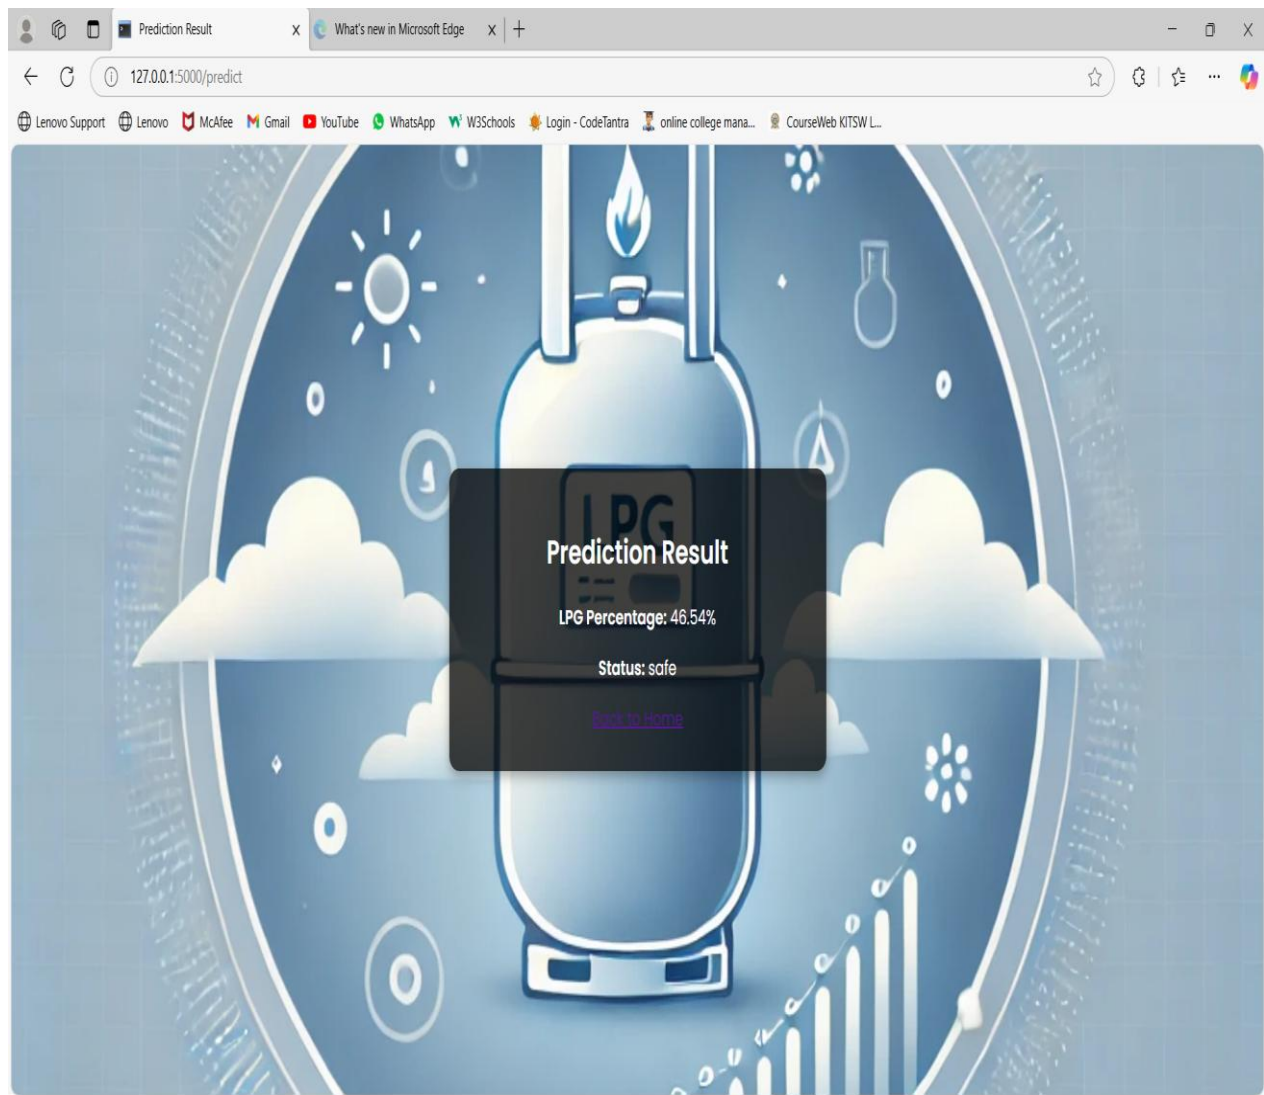 Prediction Result
What's new in Microsoft Edge
127.0.0.1:5000/predict
Lenovo Support Lenovo McAfee Gmail YouTube WhatsApp W3Schools Login - CodeTantra online college mana... CourseWeb KITSW L...
LPG
Prediction Result
LPG Percentage: 46.54%
Status: safe
Back to Home